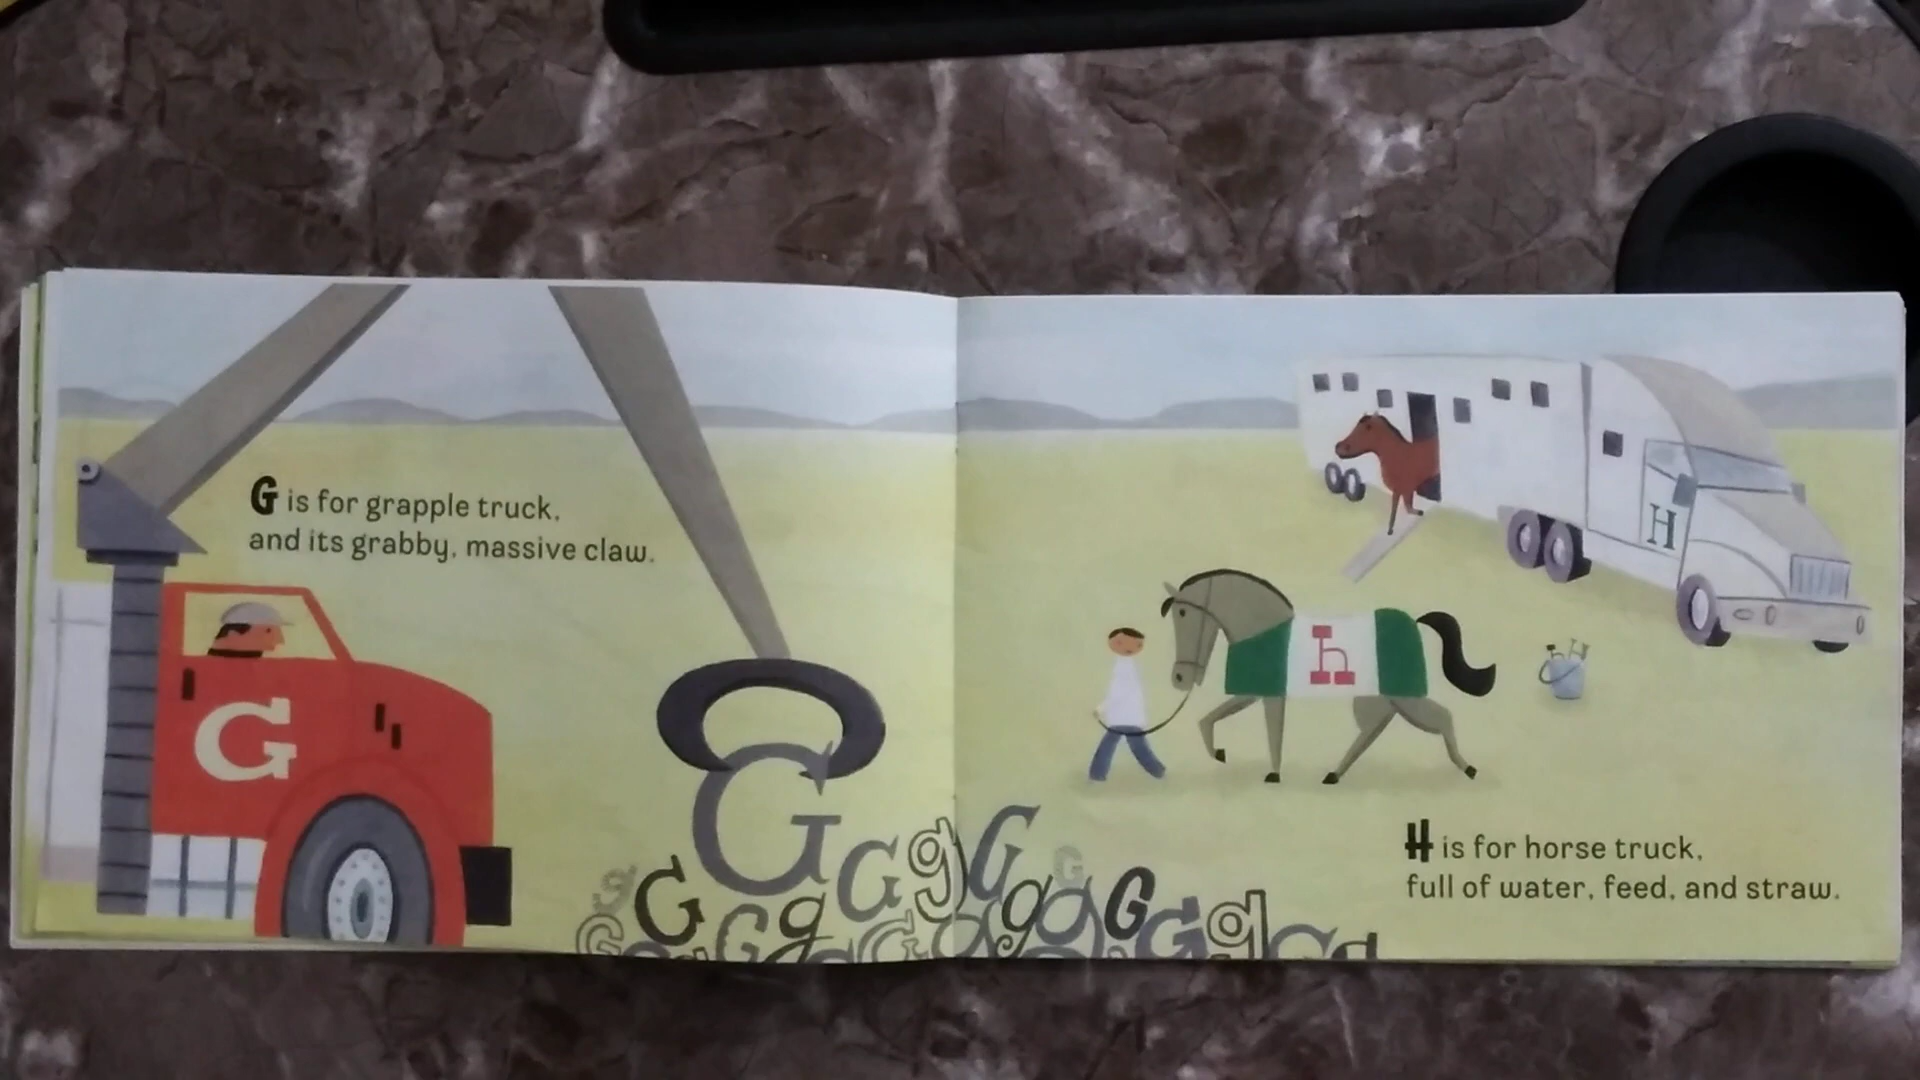 G is for grapple truck,
and its grabby, massive claw.
G
G
G G g G
G G g g G G g G
H
h
H is for horse truck,
full of water, feed, and straw.